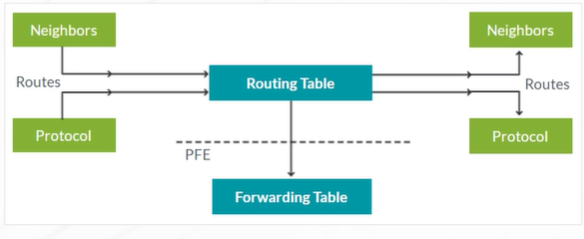 Neighbors
Neighbors
Routes
Routing Table
Routes
Protocol
Protocol
PFE
Forwarding Table